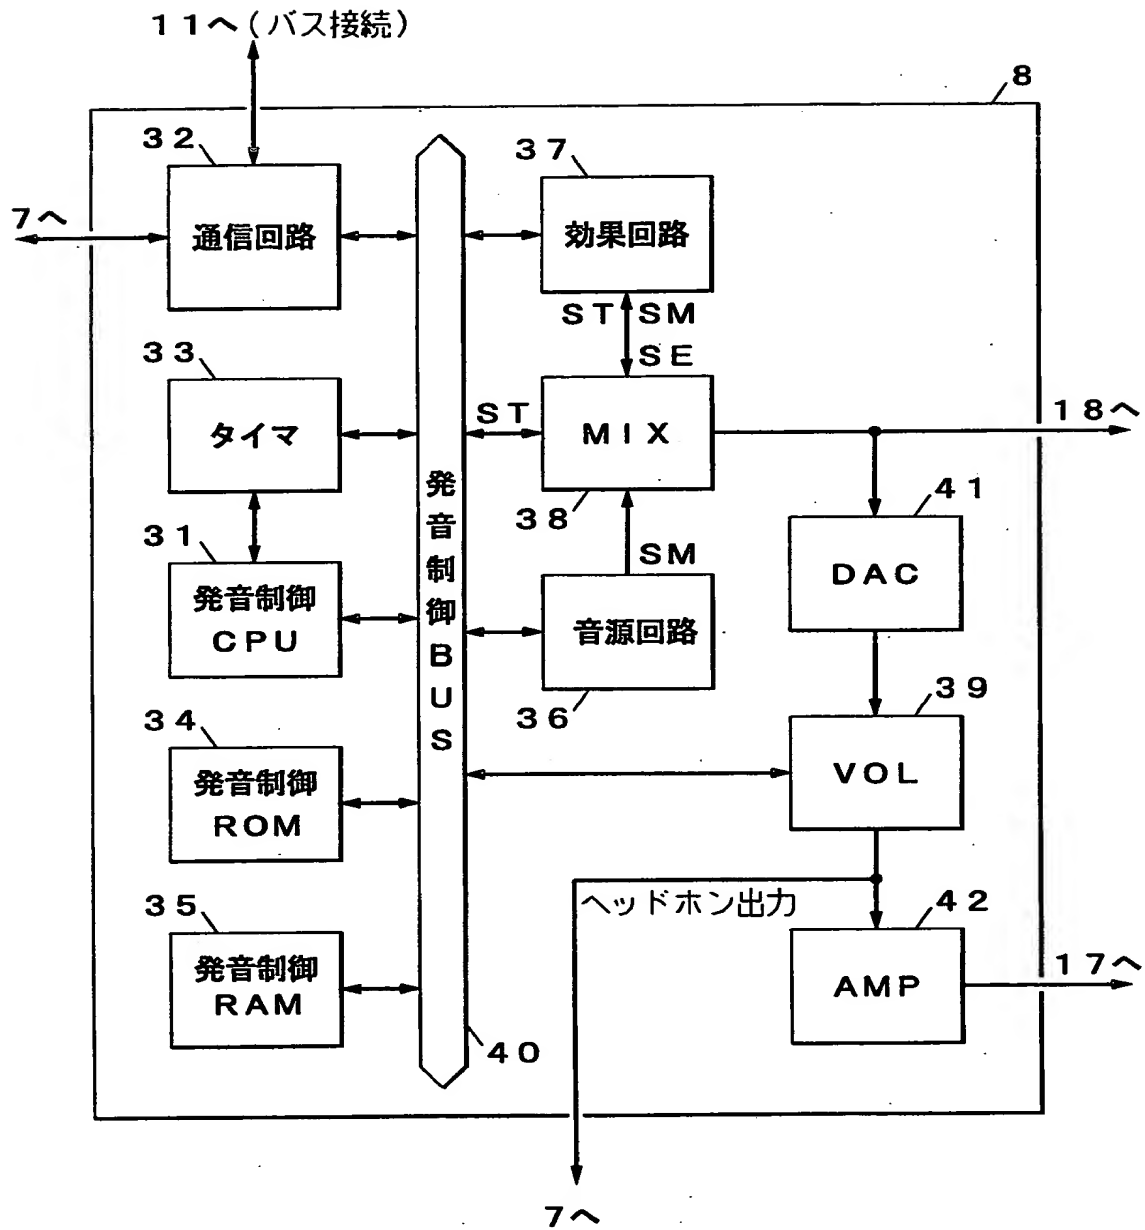 11へ(バス接続)
8
32
37
7へ
通信回路
効果回路
ST SM
SE
33
タイマ
ST
MIX
18へ
38
41
発音制御BUS
31
SM
DAC
発音制御
CPU
音源回路
36
39
34
VOL
発音制御
ROM
ヘッドホン出力
42
35
発音制御
RAM
AMP
17へ
40
7へ